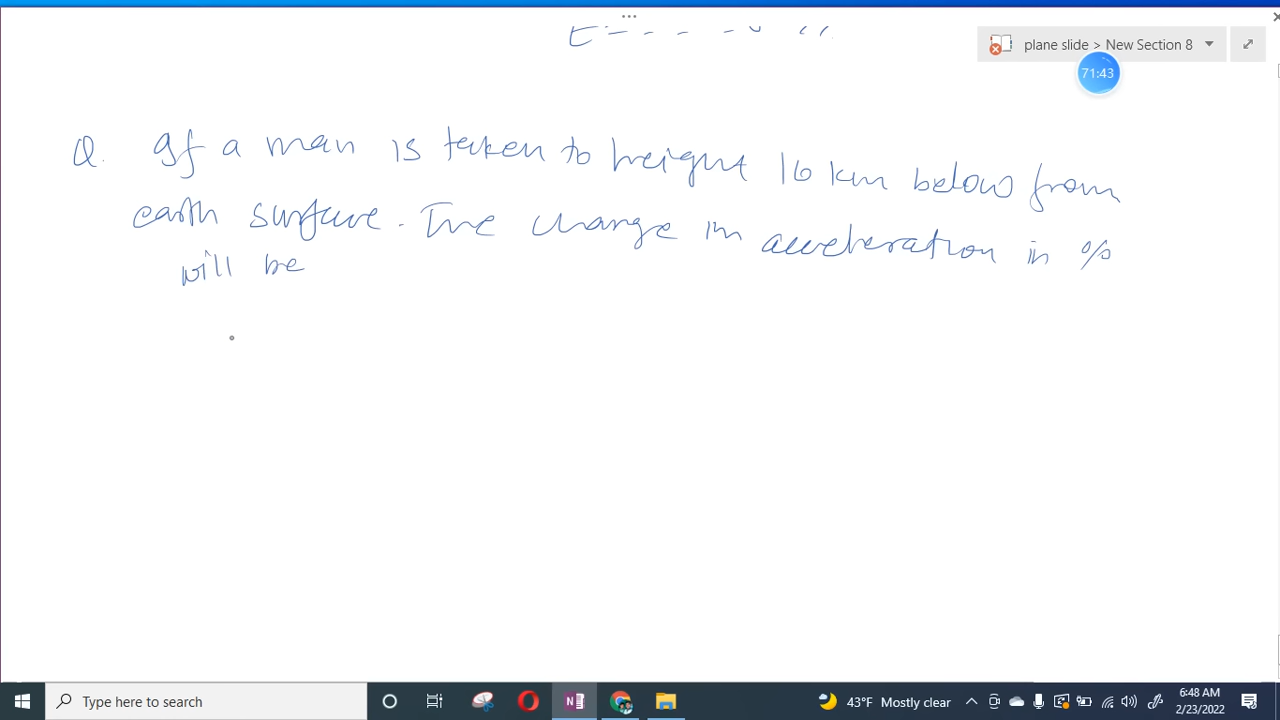 plane slide > New Section 8
71:43
Q. If a man is taken to height 16 km below from
earth surface. The change in acceleration in %
will be
Type here to search
43°F Mostly clear
6:48 AM
2/23/2022